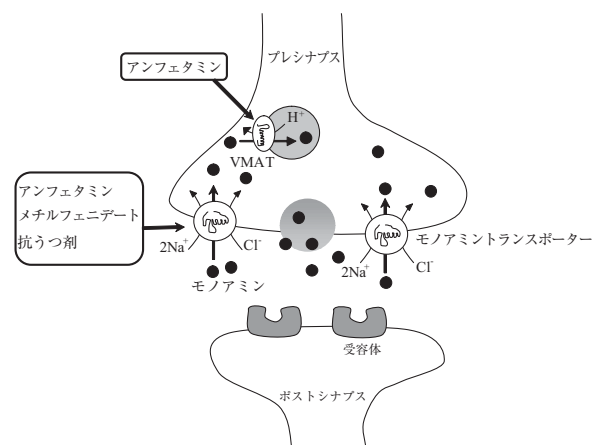 プレシナプス
アンフェタミン
H⁺
VMAT
アンフェタミン
メチルフェニデート
抗うつ剤
2Na⁺
Cl⁻
モノアミン
モノアミントランスポーター
2Na⁺
Cl⁻
受容体
ポストシナプス